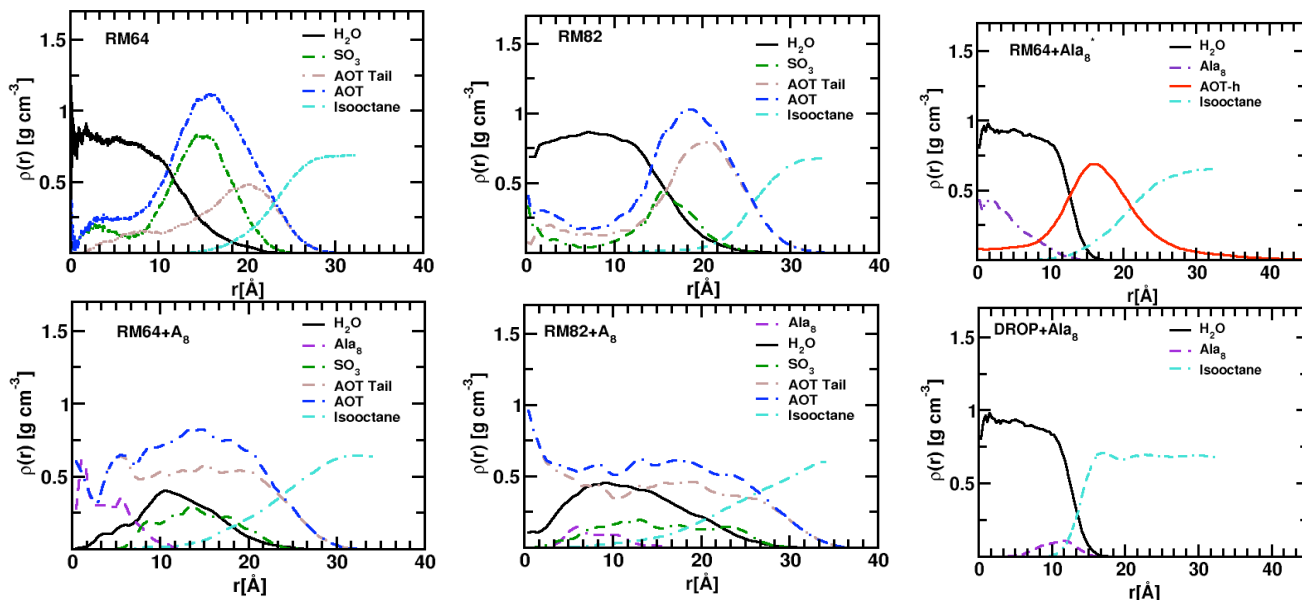 RM64
H₂O
SO₃
AOT Tail
AOT
Isooctane
ρ(r) [g cm⁻³]
1.5
1
0.5
0 10 20 30 40
r[Å]
RM82
H₂O
SO₃
AOT Tail
AOT
Isooctane
ρ(r) [g cm⁻³]
1.5
1
0.5
0 10 20 30 40
r[Å]
RM64+Ala₈*
H₂O
Ala₈
AOT-h
Isooctane
ρ(r) [g cm⁻³]
1.5
1
0.5
0 10 20 30 40
r[Å]
RM64+A₈
H₂O
Ala₈
SO₃
AOT Tail
AOT
Isooctane
ρ(r) [g cm⁻³]
1.5
1
0.5
0 10 20 30 40
r[Å]
RM82+A₈
Ala₈
H₂O
SO₃
AOT Tail
AOT
Isooctane
ρ(r) [g cm⁻³]
1.5
1
0.5
0 10 20 30 40
r[Å]
DROP+Ala₈
H₂O
Ala₈
Isooctane
ρ(r) [g cm⁻³]
1.5
1
0.5
0 10 20 30 40
r[Å]